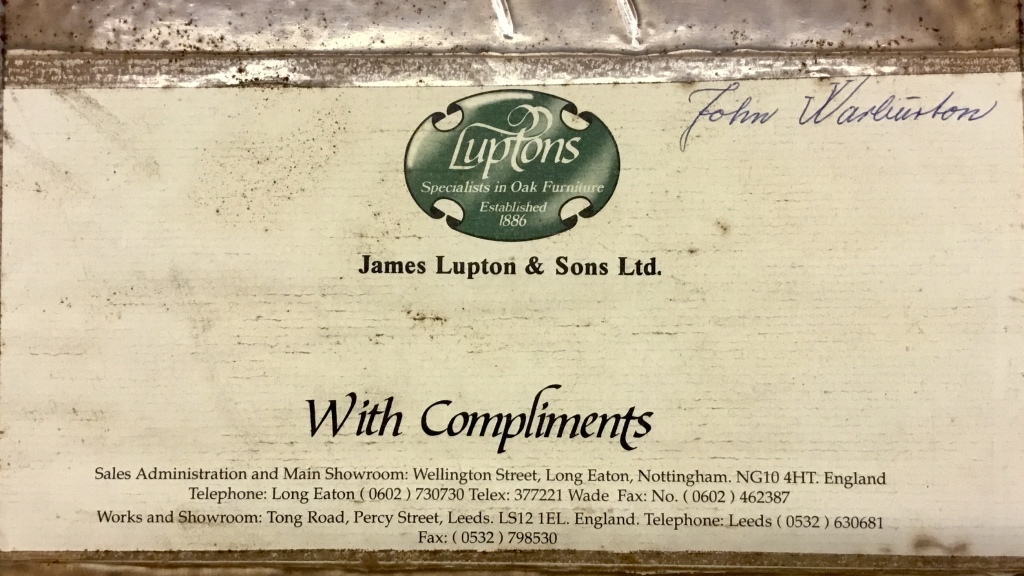 John Warburton
Luptons
Specialists in Oak Furniture
Established
1886
James Lupton & Sons Ltd.
With Compliments
Sales Administration and Main Showroom: Wellington Street, Long Eaton, Nottingham. NG10 4HT. England
Telephone: Long Eaton ( 0602 ) 730730 Telex: 377221 Wade Fax: No. ( 0602 ) 462387
Works and Showroom: Tong Road, Percy Street, Leeds. LS12 1EL. England. Telephone: Leeds ( 0532 ) 630681
Fax: ( 0532 ) 798530